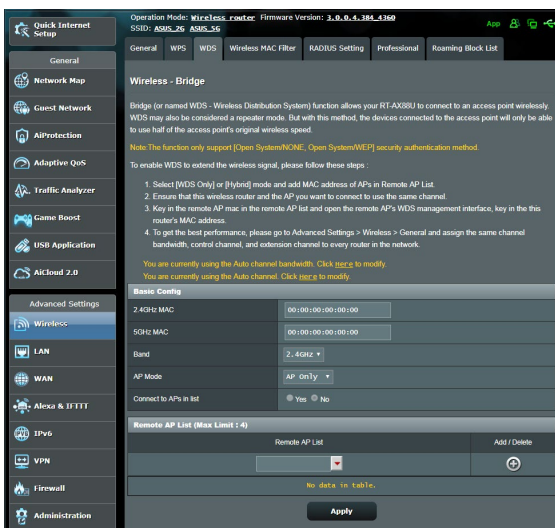 Quick Internet
Setup
General
Network Map
Guest Network
AiProtection
Adaptive QoS
Traffic Analyzer
Game Boost
USB Application
AiCloud 2.0
Advanced Settings
Wireless
LAN
WAN
Alexa & IFTTT
IPv6
VPN
Firewall
Administration
Operation Mode: Wireless router Firmware Version: 3.0.0.4.384_4360
SSID: ASUS_26 ASUS_5G
App
General WPS WDS Wireless MAC Filter RADIUS Setting Professional Roaming Block List
Wireless - Bridge
Bridge (or named WDS - Wireless Distribution System) function allows your RT-AX88U to connect to an access point wirelessly.
WDS may also be considered a repeater mode. But with this method, the devices connected to the access point will only be able
to use half of the access point's original wireless speed.
Note:The function only support [Open System/NONE, Open System/WEP] security authentication method.
To enable WDS to extend the wireless signal, please follow these steps :
1. Select [WDS Only] or [Hybrid] mode and add MAC address of APs in Remote AP List.
2. Ensure that this wireless router and the AP you want to connect to use the same channel.
3. Key in the remote AP mac in the remote AP list and open the remote AP's WDS management interface, key in the this
router's MAC address.
4. To get the best performance, please go to Advanced Settings > Wireless > General and assign the same channel
bandwidth, control channel, and extension channel to every router in the network.
You are currently using the Auto channel bandwidth. Click Here to modify.
You are currently using the Auto channel. Click Here to modify.
Basic Config
2.4GHz MAC 00:00:00:00:00:00
5GHz MAC 00:00:00:00:00:00
Band 2.4GHz
AP Mode AP Only
Connect to APs in list Yes No
Remote AP List (Max Limit : 4)
Remote AP List Add / Delete
No data in table.
Apply